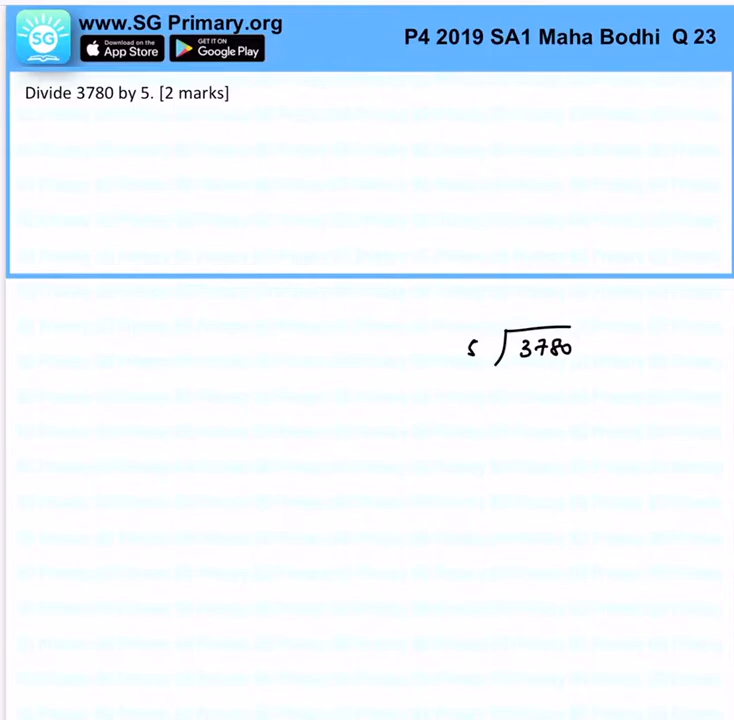 www.SG Primary.org
SG
Download on the
App Store
GET IT ON
Google Play
P4 2019 SA1 Maha Bodhi Q 23
Divide 3780 by 5. [2 marks]
5 3780